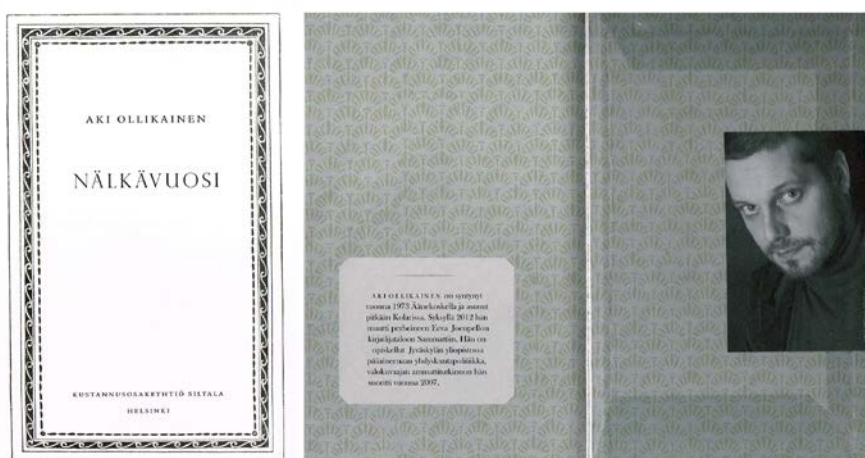 AKI OLLIKAINEN
NÄLKÄVUOSI
KUSTANNUSOSAKEYHTIÖ SILTALA
HELSINKI
AKI OLLIKAINEN on syntynyt
vuonna 1973 Äänekoskella ja asunut
pitkään Kolarissa. Syksyllä 2012 hän
muutti perheineen Eeva Joenpellon
kirjailijataloon Sammattiin. Hän on
opiskellut Jyväskylän yliopistossa
pääaineenaan yhdyskuntapolitiikka,
valokuvaajan ammattitutkinnon hän
suoritti vuonna 2007.